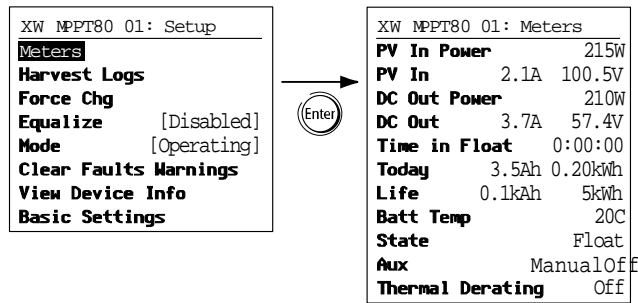 XW MPPT80 01: Setup
Meters
Harvest Logs
Force Chg
Equalize [Disabled]
Mode [Operating]
Clear Faults Warnings
View Device Info
Basic Settings
Enter
XW MPPT80 01: Meters
PV In Power 215W
PV In 2.1A 100.5V
DC Out Power 210W
DC Out 3.7A 57.4V
Time in Float 0:00:00
Today 3.5Ah 0.20kWh
Life 0.1kAh 5kWh
Batt Temp 20C
State Float
Aux ManualOff
Thermal Derating Off